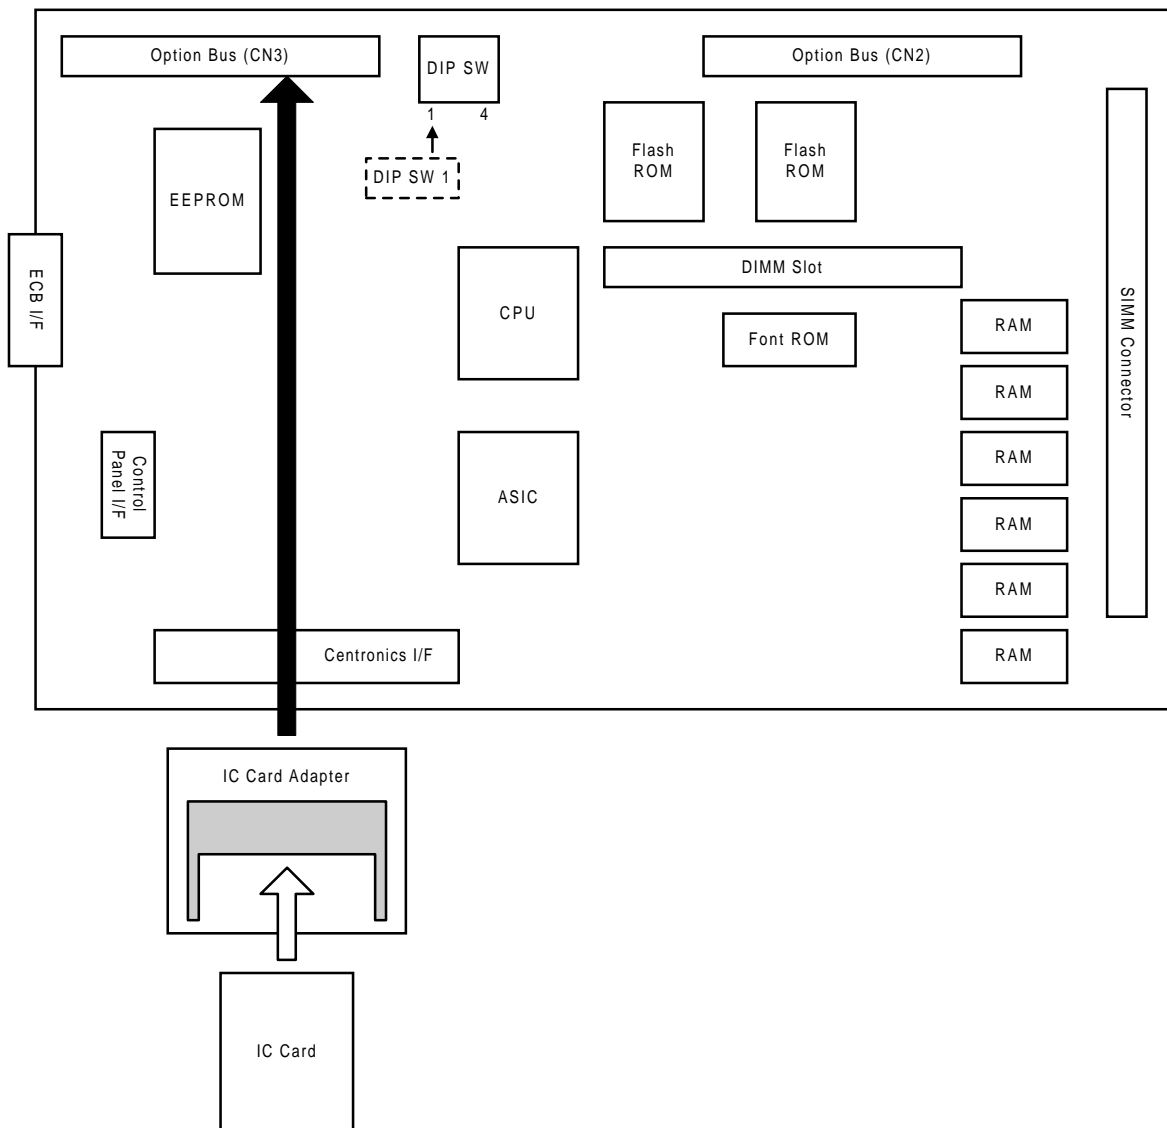 Option Bus (CN3)
DIP SW
Option Bus (CN2)
1 4
DIP SW 1
EEPROM
Flash
ROM
Flash
ROM
ECB I/F
DIMM Slot
CPU
Font ROM
SIMM Connector
RAM
RAM
RAM
RAM
RAM
RAM
Control
Panel I/F
ASIC
Centronics I/F
IC Card Adapter
IC Card